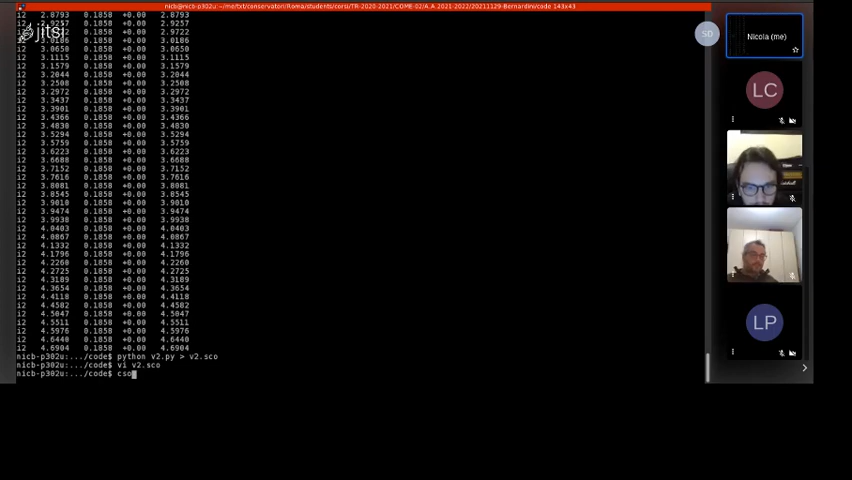 nicb@nicb-p302u: ~/me/txt/conservatori/Roma/students/corsi/TR-2020-2021/COME-02/A.A.2021-2022/20211129-Bernardini/code 143x43
i2 2.8793 0.1858 +0.00 2.8793
i2 2.9257 0.1858 +0.00 2.9257
0.1858 +0.00 2.9722
i2 3.0186 0.1858 +0.00 3.0186
i2 3.0650 0.1858 +0.00 3.0650
i2 3.1115 0.1858 +0.00 3.1115
i2 3.1579 0.1858 +0.00 3.1579
i2 3.2044 0.1858 +0.00 3.2044
i2 3.2508 0.1858 +0.00 3.2508
i2 3.2972 0.1858 +0.00 3.2972
i2 3.3437 0.1858 +0.00 3.3437
i2 3.3901 0.1858 +0.00 3.3901
i2 3.4366 0.1858 +0.00 3.4366
i2 3.4830 0.1858 +0.00 3.4830
i2 3.5294 0.1858 +0.00 3.5294
i2 3.5759 0.1858 +0.00 3.5759
i2 3.6223 0.1858 +0.00 3.6223
i2 3.6688 0.1858 +0.00 3.6688
i2 3.7152 0.1858 +0.00 3.7152
i2 3.7616 0.1858 +0.00 3.7616
i2 3.8081 0.1858 +0.00 3.8081
i2 3.8545 0.1858 +0.00 3.8545
i2 3.9010 0.1858 +0.00 3.9010
i2 3.9474 0.1858 +0.00 3.9474
i2 3.9938 0.1858 +0.00 3.9938
i2 4.0403 0.1858 +0.00 4.0403
i2 4.0867 0.1858 +0.00 4.0867
i2 4.1332 0.1858 +0.00 4.1332
i2 4.1796 0.1858 +0.00 4.1796
i2 4.2260 0.1858 +0.00 4.2260
i2 4.2725 0.1858 +0.00 4.2725
i2 4.3189 0.1858 +0.00 4.3189
i2 4.3654 0.1858 +0.00 4.3654
i2 4.4118 0.1858 +0.00 4.4118
i2 4.4582 0.1858 +0.00 4.4582
i2 4.5047 0.1858 +0.00 4.5047
i2 4.5511 0.1858 +0.00 4.5511
i2 4.5976 0.1858 +0.00 4.5976
i2 4.6440 0.1858 +0.00 4.6440
i2 4.6904 0.1858 +0.00 4.6904
nicb-p302u:.../code$ python v2.py > v2.sco
nicb-p302u:.../code$ vi v2.sco
nicb-p302u:.../code$ cso
jitsi
SD
Nicola (me)
LC
LP